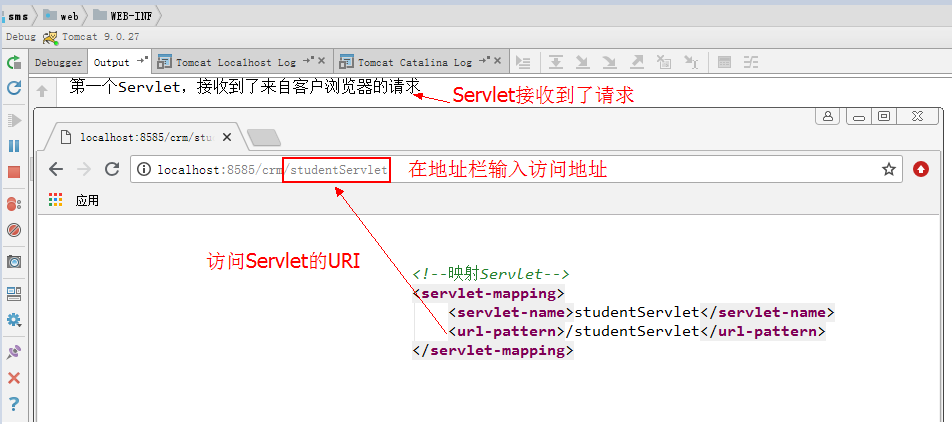 sms web WEB-INF
Debug Tomcat 9.0.27
Debugger Output Tomcat Localhost Log Tomcat Catalina Log
第一个Servlet，接收到了来自客户浏览器的请求
Servlet接收到了请求
localhost:8585/crm/stu
localhost:8585/crm/studentServlet 在地址栏输入访问地址
应用
访问Servlet的URI
<!--映射Servlet-->
<servlet-mapping>
<servlet-name>studentServlet</servlet-name>
<url-pattern>/studentServlet</url-pattern>
</servlet-mapping>